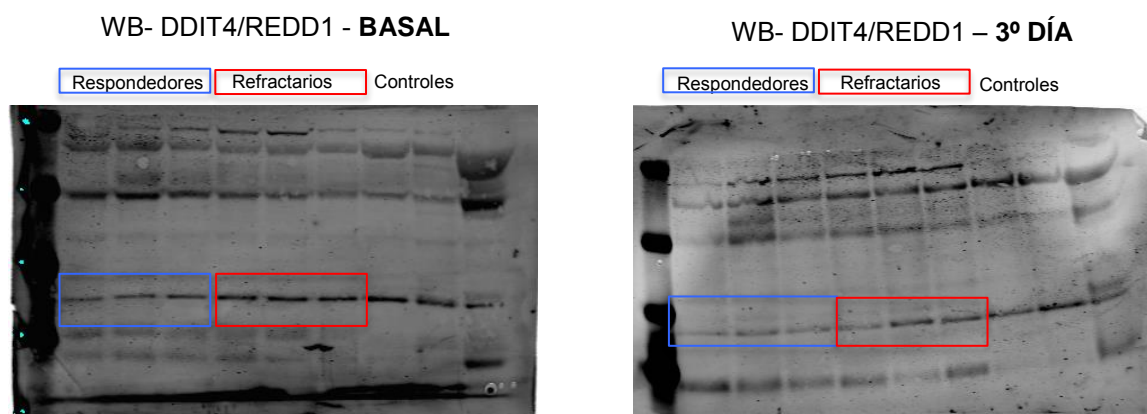 WB- DDIT4/REDD1 - BASAL
Respondedores Refractarios Controles
WB- DDIT4/REDD1 – 3º DÍA
Respondedores Refractarios Controles